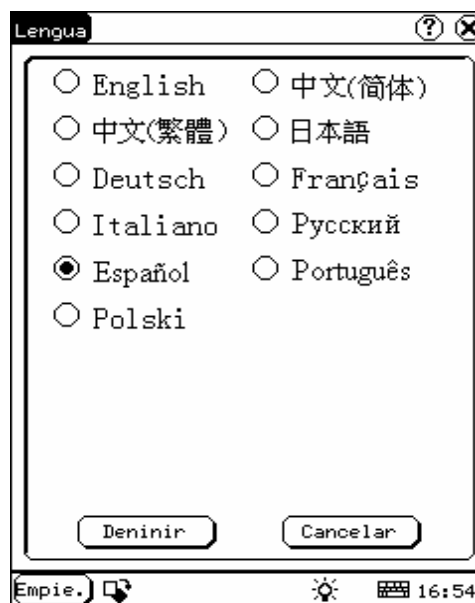 Lengua ?
English 中文(简体)
中文(繁體) 日本語
Deutsch Français
Italiano Русский
Español Português
Polski
Deninir Cancelar
Empie. 16:54